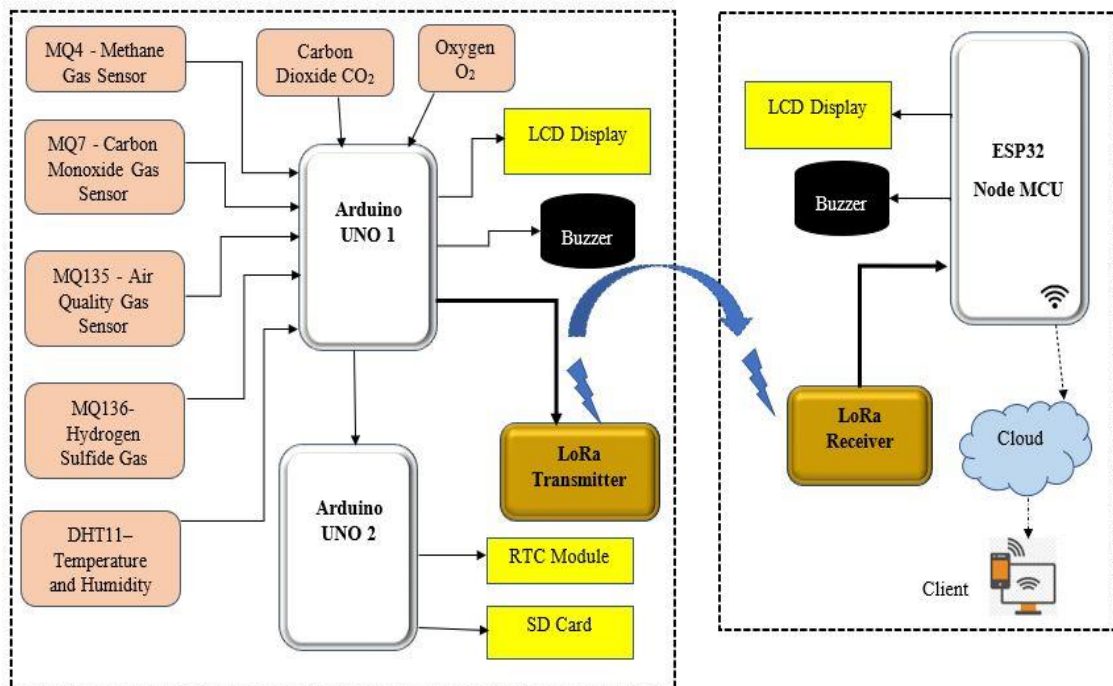 MQ4 - Methane
Gas Sensor
Carbon
Dioxide CO₂
Oxygen
O₂
MQ7 - Carbon
Monoxide Gas
Sensor
MQ135 - Air
Quality Gas
Sensor
MQ136-
Hydrogen
Sulfide Gas
DHT11–
Temperature
and Humidity
Arduino
UNO 1
LCD Display
Buzzer
LoRa
Transmitter
Arduino
UNO 2
RTC Module
SD Card
LCD Display
Buzzer
ESP32
Node MCU
LoRa
Receiver
Cloud
Client